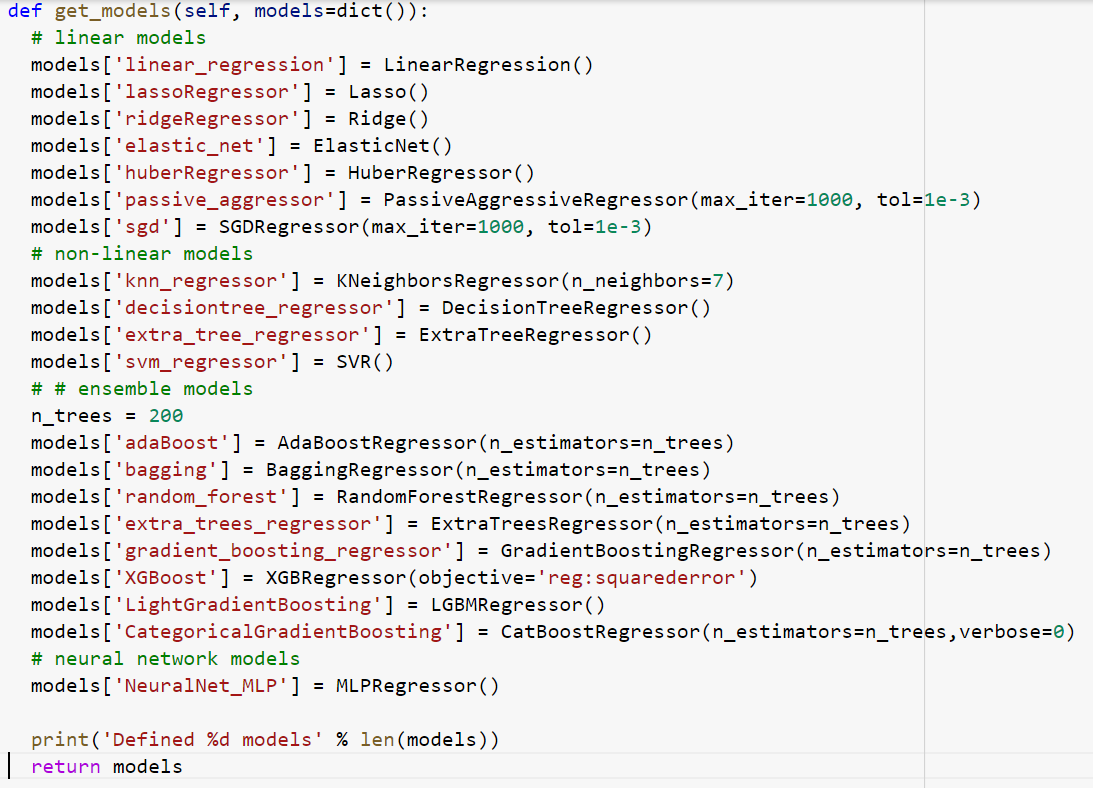 def get_models(self, models=dict()):
  # linear models
  models['linear_regression'] = LinearRegression()
  models['lassoRegressor'] = Lasso()
  models['ridgeRegressor'] = Ridge()
  models['elastic_net'] = ElasticNet()
  models['huberRegressor'] = HuberRegressor()
  models['passive_aggressor'] = PassiveAggressiveRegressor(max_iter=1000, tol=1e-3)
  models['sgd'] = SGDRegressor(max_iter=1000, tol=1e-3)
  # non-linear models
  models['knn_regressor'] = KNeighborsRegressor(n_neighbors=7)
  models['decisiontree_regressor'] = DecisionTreeRegressor()
  models['extra_tree_regressor'] = ExtraTreeRegressor()
  models['svm_regressor'] = SVR()
  # # ensemble models
  n_trees = 200
  models['adaBoost'] = AdaBoostRegressor(n_estimators=n_trees)
  models['bagging'] = BaggingRegressor(n_estimators=n_trees)
  models['random_forest'] = RandomForestRegressor(n_estimators=n_trees)
  models['extra_trees_regressor'] = ExtraTreesRegressor(n_estimators=n_trees)
  models['gradient_boosting_regressor'] = GradientBoostingRegressor(n_estimators=n_trees)
  models['XGBoost'] = XGBRegressor(objective='reg:squarederror')
  models['LightGradientBoosting'] = LGBMRegressor()
  models['CategoricalGradientBoosting'] = CatBoostRegressor(n_estimators=n_trees,verbose=0)
  # neural network models
  models['NeuralNet_MLP'] = MLPRegressor()
  print('Defined %d models' % len(models))
  return models